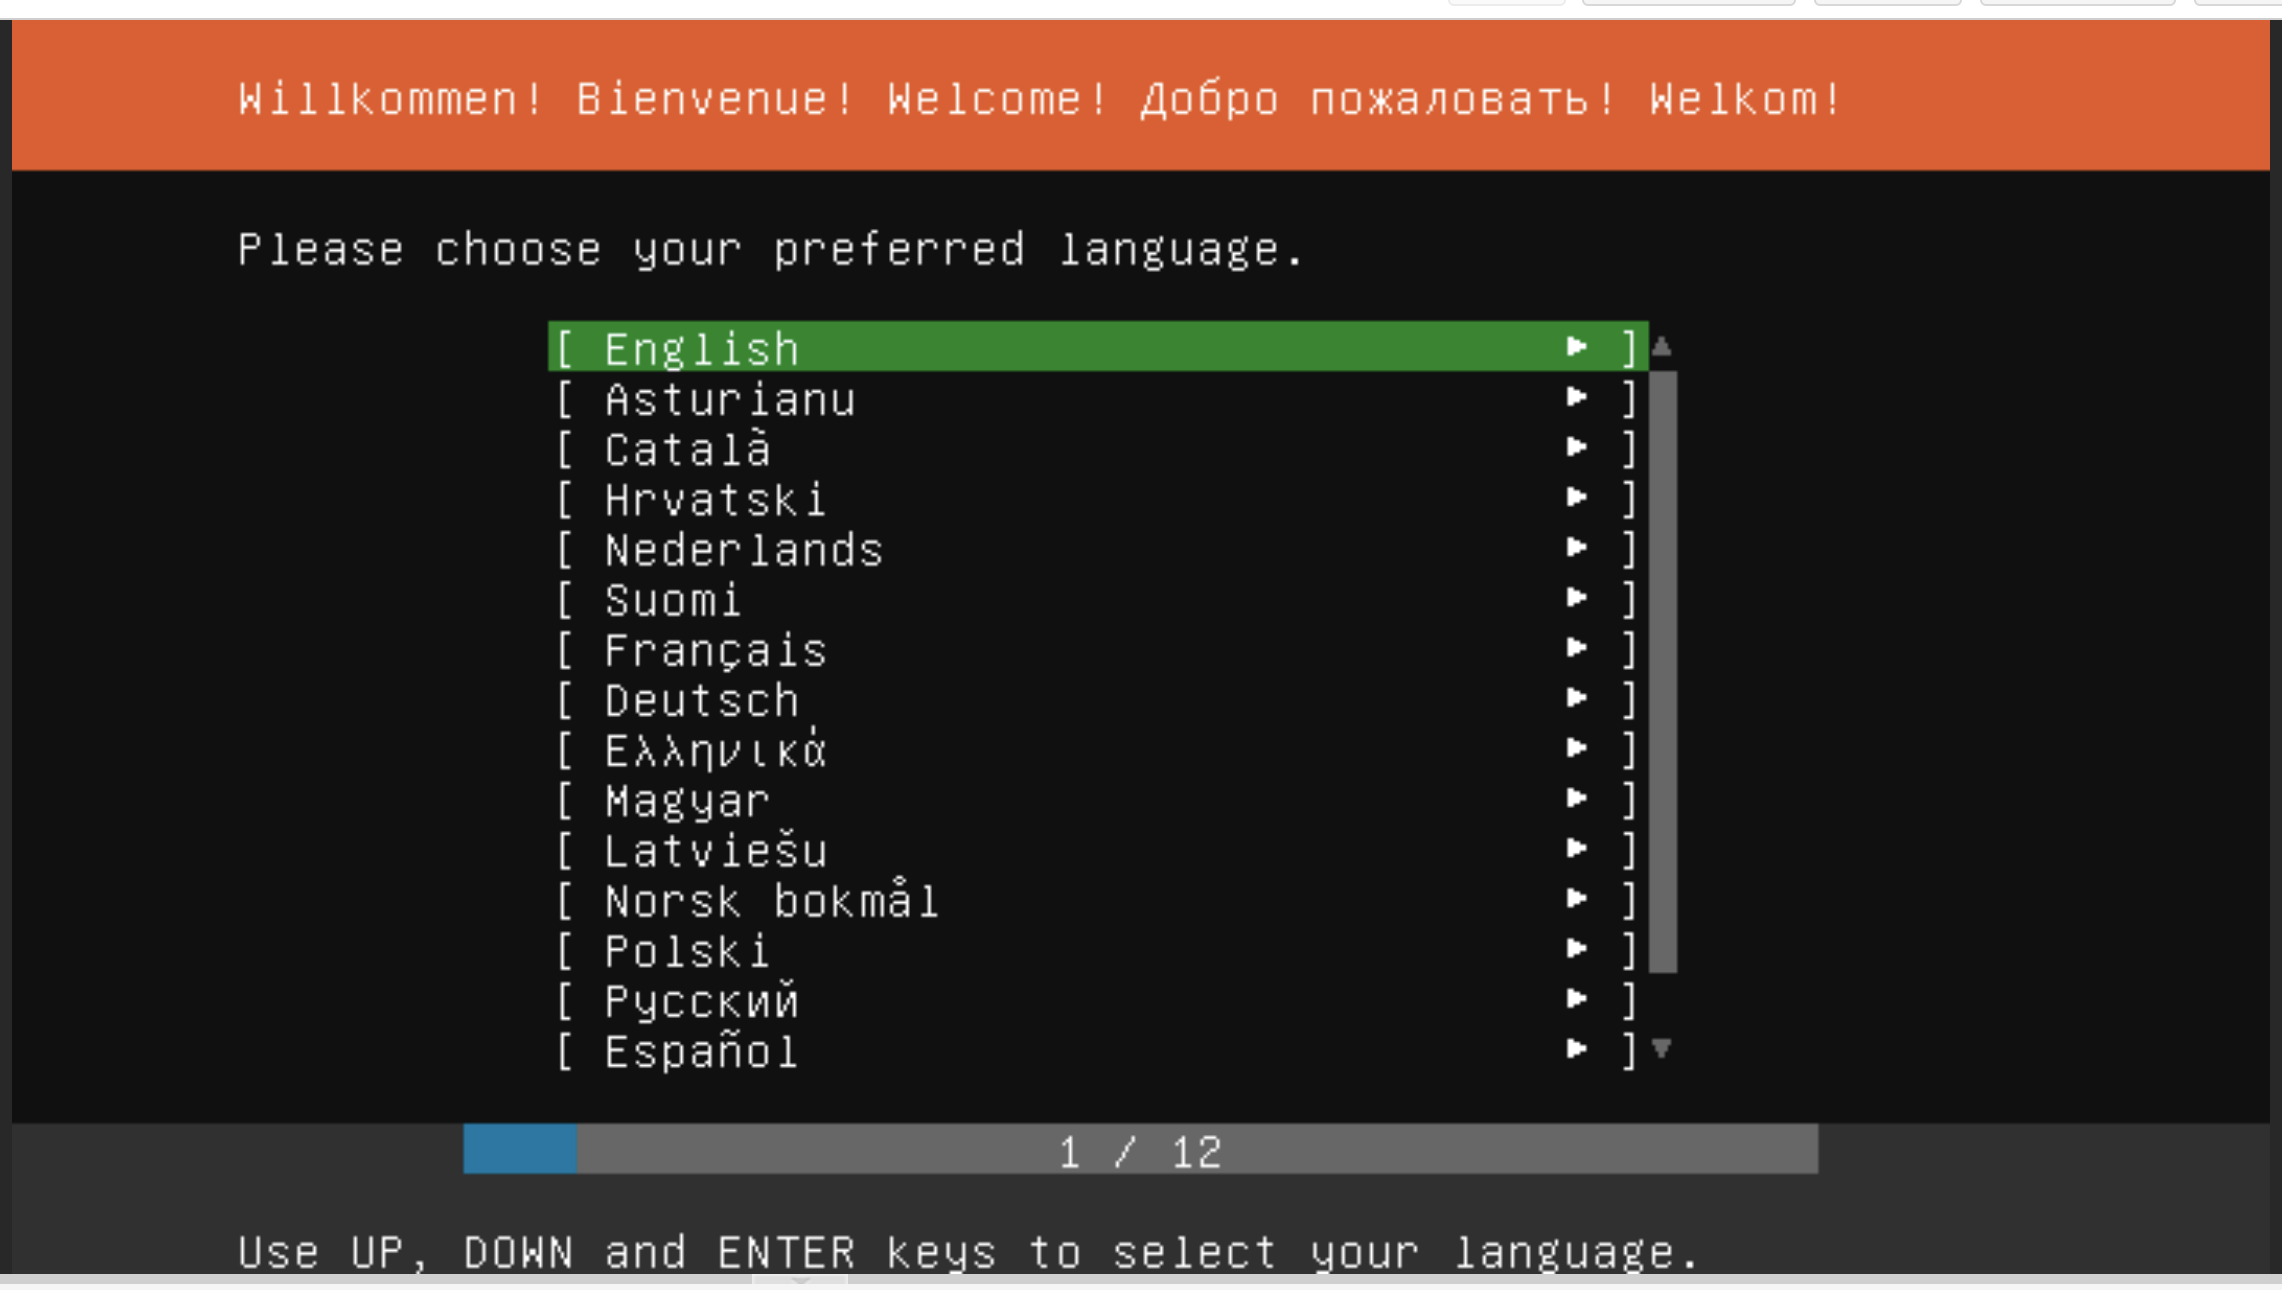 Willkommen! Bienvenue! Welcome! Добро пожаловать! Welkom!
Please choose your preferred language.
[ English ► ]
[ Asturianu ► ]
[ Català ► ]
[ Hrvatski ► ]
[ Nederlands ► ]
[ Suomi ► ]
[ Français ► ]
[ Deutsch ► ]
[ Ελληνικά ► ]
[ Magyar ► ]
[ Latviešu ► ]
[ Norsk bokmål ► ]
[ Polski ► ]
[ Русский ► ]
[ Español ► ]
1 / 12
Use UP, DOWN and ENTER keys to select your language.